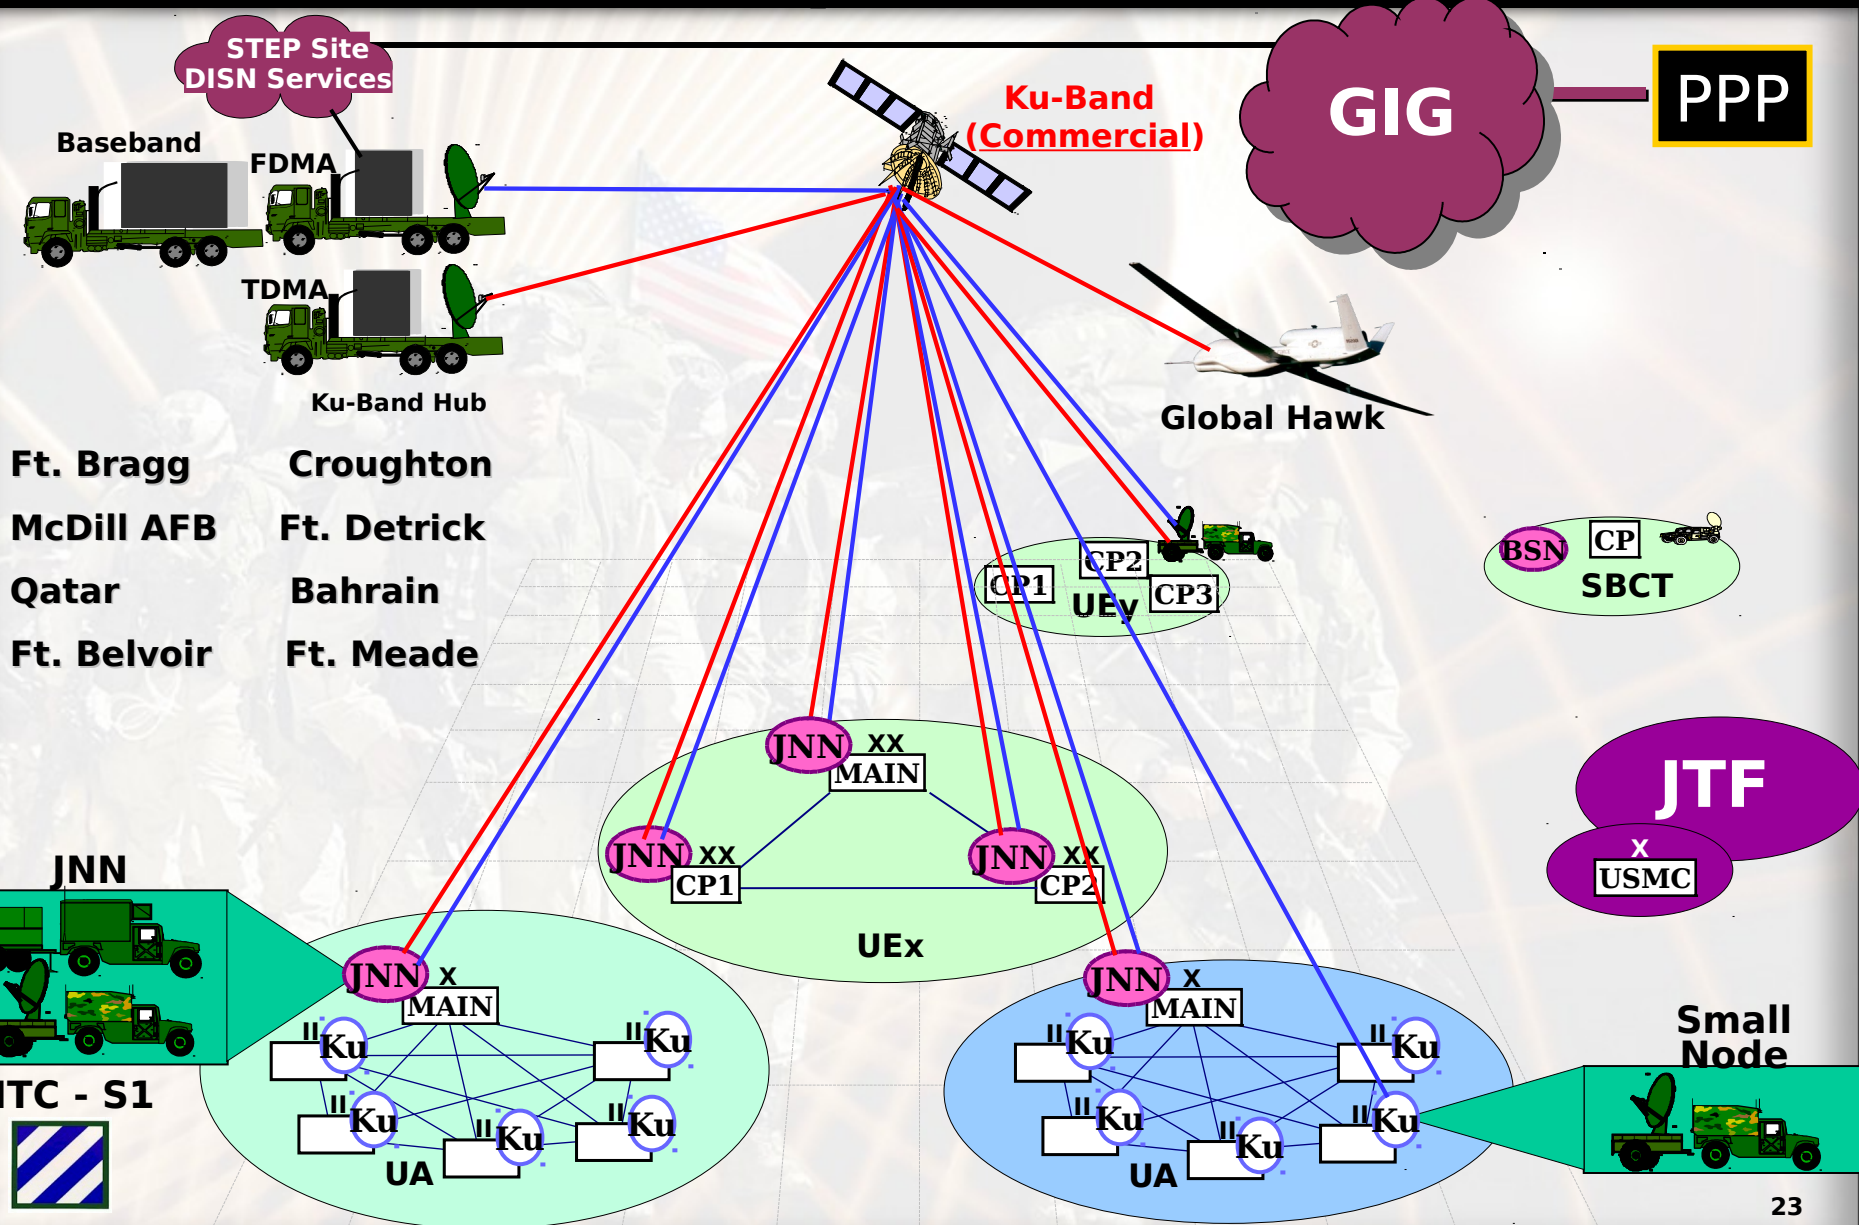 STEP Site
DISN Services
Ku-Band
(Commercial)
GIG
PPP
Baseband
FDMA
TDMA
Ku-Band Hub
Global Hawk
Ft. Bragg
Croughton
McDill AFB
Ft. Detrick
Qatar
Bahrain
Ft. Belvoir
Ft. Meade
CP1
CP2
CP3
UEy
BSN
CP
SBCT
JNN
XX
MAIN
JNN
XX
CP1
JNN
XX
CP2
UEx
JTF
X
USMC
JNN
JNN
X
MAIN
II
Ku
II
Ku
II
Ku
II
Ku
II
Ku
UA
JNN
X
MAIN
II
Ku
II
Ku
II
Ku
II
Ku
II
Ku
UA
Small
Node
- S1
23